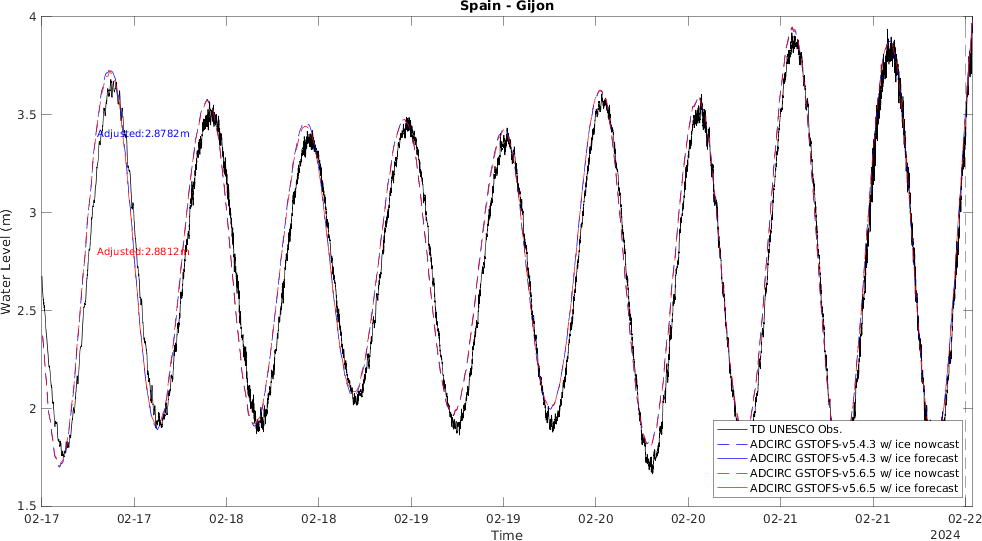 Spain - Gijon
4
3.5
3
2.5
2
1.5
Water Level (m)
Adjusted:2.8782m
Adjusted:2.8812m
TD UNESCO Obs.
ADCIRC GSTOFS-v5.4.3 w/ ice nowcast
ADCIRC GSTOFS-v5.4.3 w/ ice forecast
ADCIRC GSTOFS-v5.6.5 w/ ice nowcast
ADCIRC GSTOFS-v5.6.5 w/ ice forecast
02-17 02-17 02-18 02-18 02-19 02-19 02-20 02-20 02-21 02-21 02-22
Time
2024